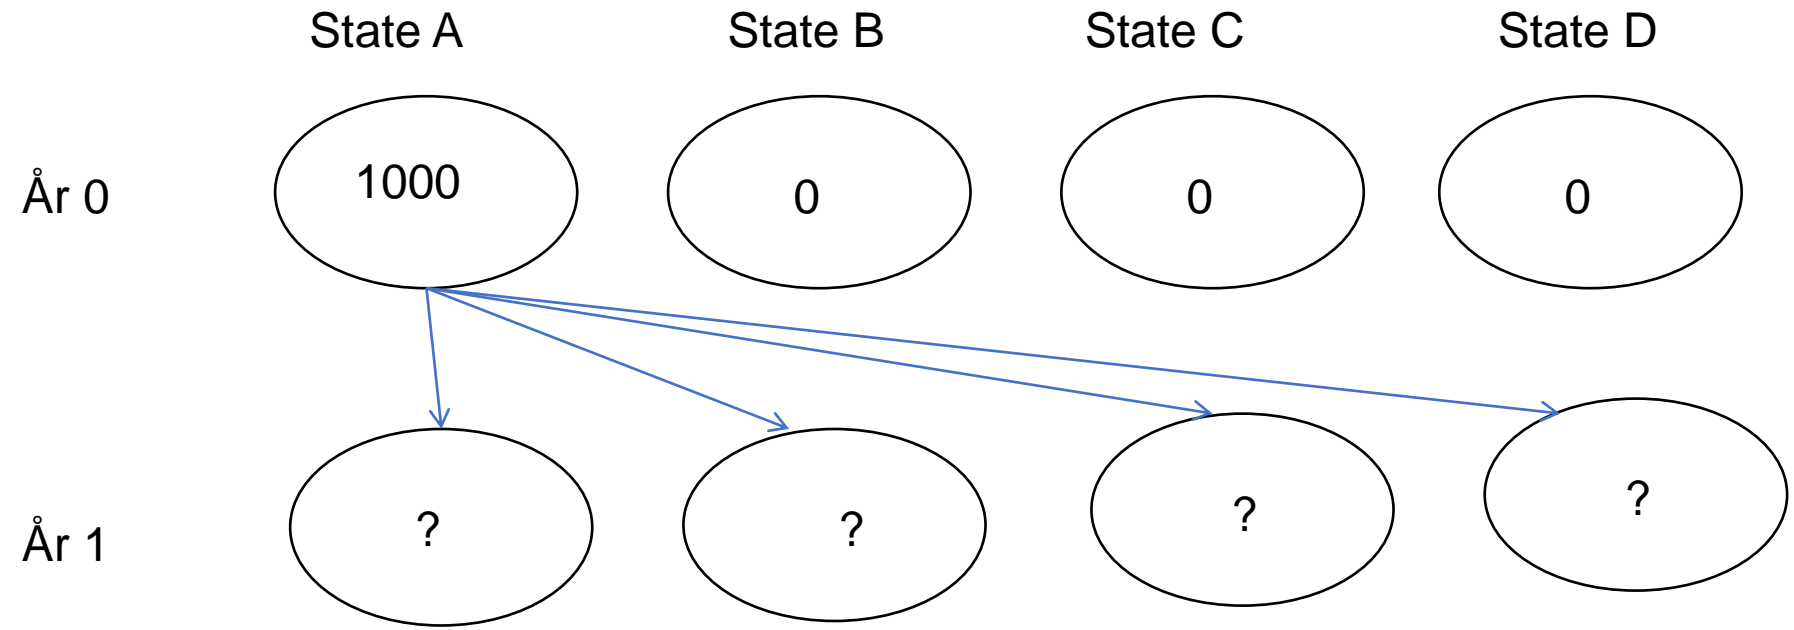 State A State B State C State D
År 0 1000 0 0 0
År 1 ? ? ? ?